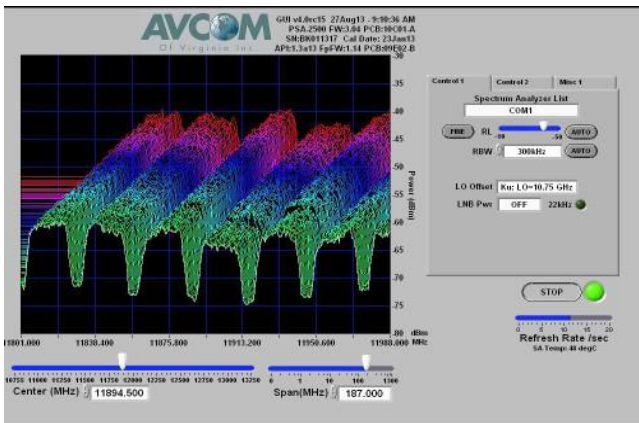 AVCOM
Of Virginia Inc.
GUI v4.0rc15 27Aug13 - 9:10:36 AM
PSA-2500 FW:3.04 PCB:10C01-A
SN:BK011317 Cal Date: 23Jan13
API:1.3a13 FpFW:1.14 PCB:09E02-B
-30
-35
-40
-45
-50
-55
-60
-65
-70
-75
-80 dBm
Power (dBm)
11801.000 11838.400 11875.800 11913.200 11950.600 11988.000 MHz
10755 11000 11250 11500 11750 12000 12250 12500 12750 13000 13250
Center (MHz) 11894.500
0 1 10 100 1300
Span(MHz) 187.000
Control 1 Control 2 Misc 1
Spectrum Analyzer List
COM1
FINE RL -10 -50 AUTO
RBW 300kHz AUTO
LO Offset Ku: LO=10.75 GHz
LNB Pwr OFF 22kHz
STOP
0 5 10 15 20
Refresh Rate /sec